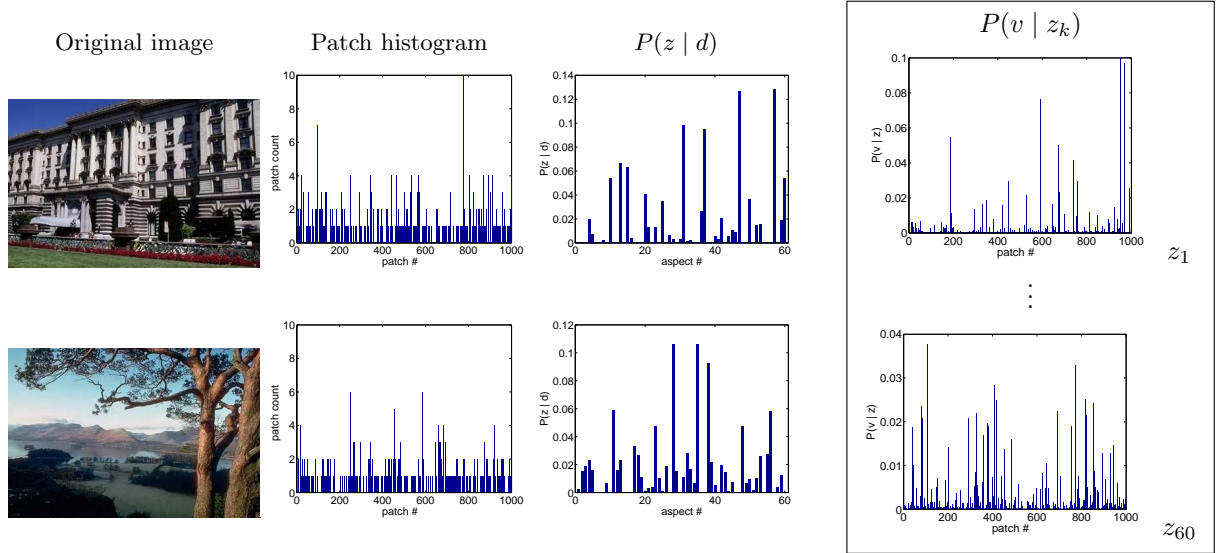 Original image
Patch histogram
P(z | d)
P(v | z_k)
10
8
6
4
2
0
patch count
0 200 400 600 800 1000
patch #
0.14
0.12
0.1
0.08
0.06
0.04
0.02
0
P(z | d)
0 20 40 60
aspect #
0.1
0.08
0.06
0.04
0.02
0
P(v | z)
0 200 400 600 800 1000
patch #
z_1
⋮
10
8
6
4
2
0
patch count
0 200 400 600 800 1000
patch #
0.12
0.1
0.08
0.06
0.04
0.02
0
P(z | d)
0 20 40 60
aspect #
0.04
0.03
0.02
0.01
0
P(v | z)
0 200 400 600 800 1000
patch #
z_60